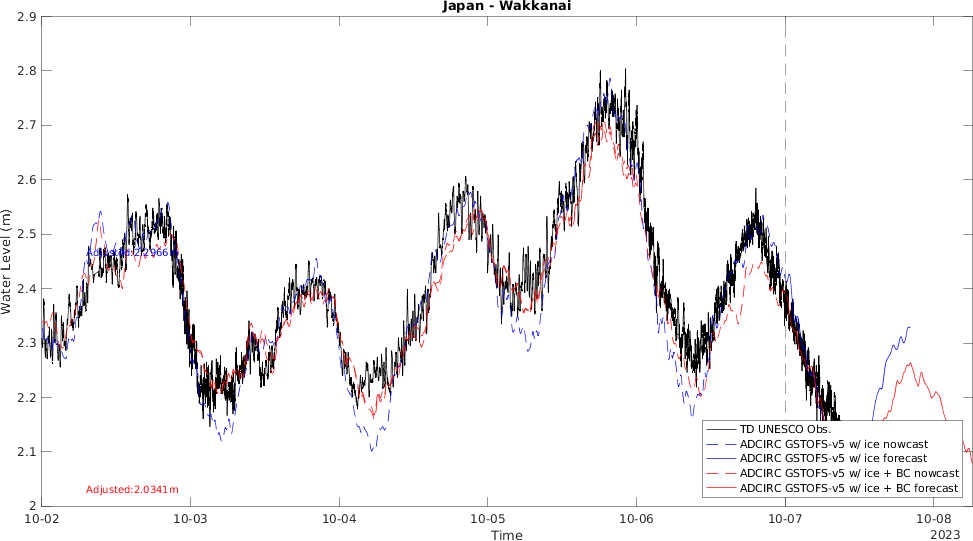 Japan - Wakkanai
2.9
2.8
2.7
2.6
2.5
2.4
2.3
2.2
2.1
2
Water Level (m)
Adjusted:2.0341m
TD UNESCO Obs.
ADCIRC GSTOFS-v5 w/ ice nowcast
ADCIRC GSTOFS-v5 w/ ice forecast
ADCIRC GSTOFS-v5 w/ ice + BC nowcast
ADCIRC GSTOFS-v5 w/ ice + BC forecast
10-02
10-03
10-04
10-05
10-06
10-07
10-08
Time
2023